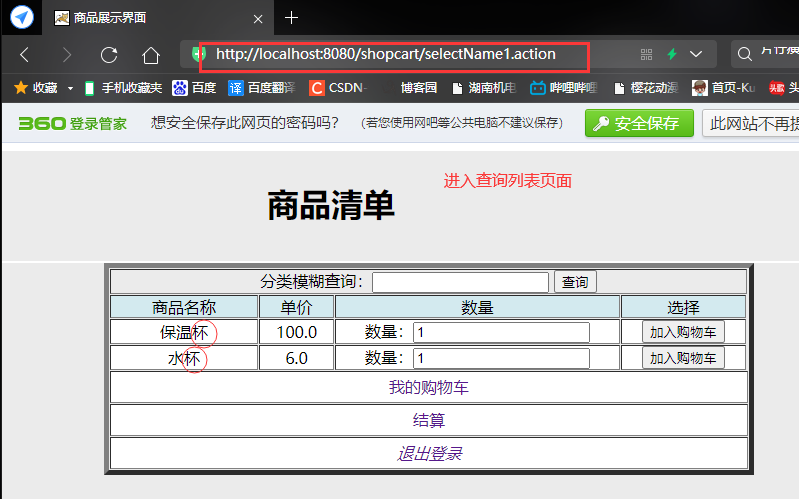 商品展示界面
http://localhost:8080/shopcart/selectName1.action
收藏 手机收藏夹 百度 译 百度翻译 CSDN- 博客园 湖南机电 哔哩哔哩 樱花动漫 首页-Ku
360 登录管家 想安全保存此网页的密码吗? (若您使用网吧等公共电脑不建议保存) 安全保存 此网站不再提
进入查询列表页面
商品清单
分类模糊查询: 查询
商品名称 单价 数量 选择
保温杯 100.0 数量: 1 加入购物车
水杯 6.0 数量: 1 加入购物车
我的购物车
结算
退出登录